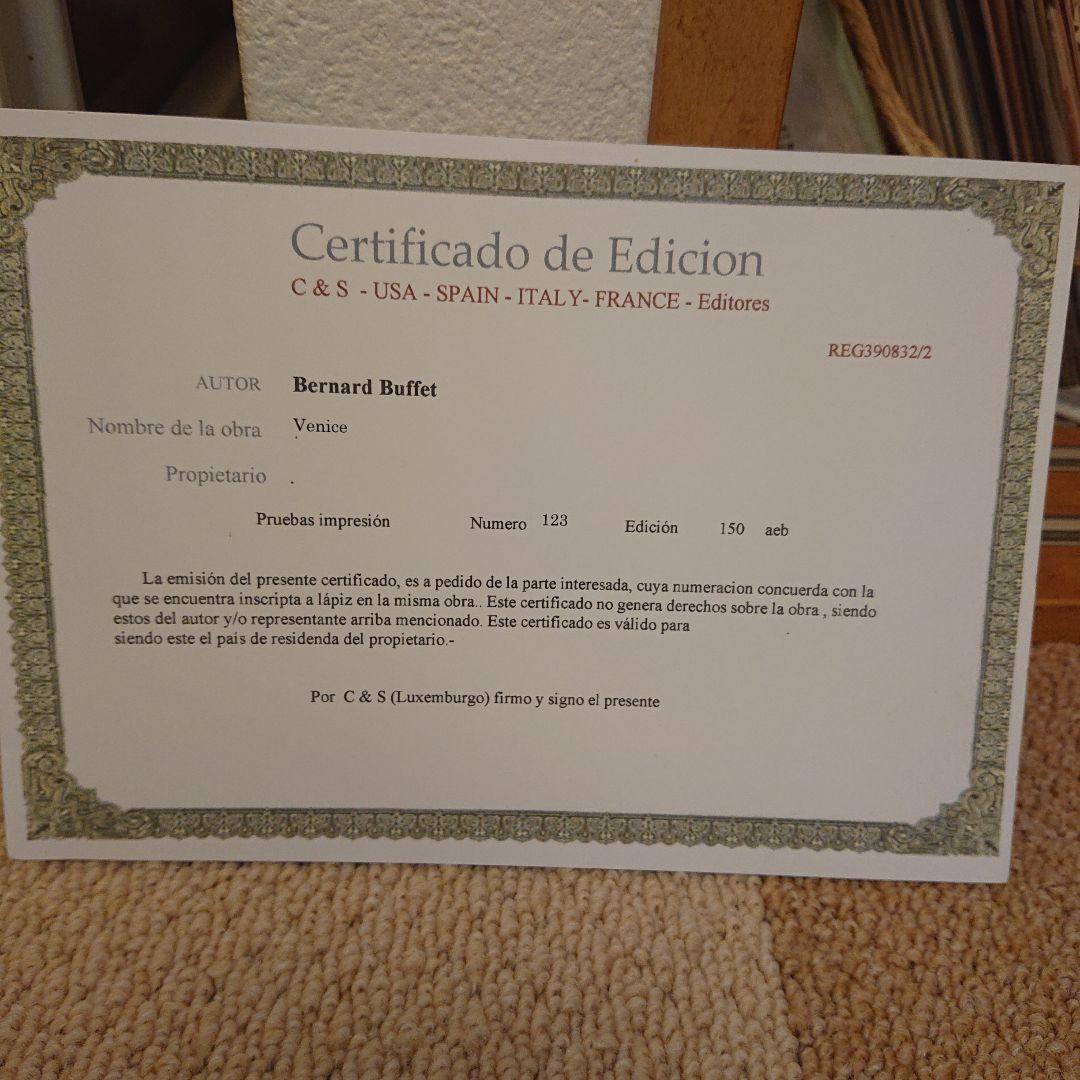 Certificado de Edicion
C & S - USA - SPAIN - ITALY- FRANCE - Editores
REG390832/2
AUTOR Bernard Buffet
Nombre de la obra Venice
Propietario .
Pruebas impresión Numero 123 Edición 150 aeb
La emisión del presente certificado, es a pedido de la parte interesada, cuya numeracion concuerda con la
que se encuentra inscripta a lápiz en la misma obra.. Este certificado no genera derechos sobre la obra , siendo
estos del autor y/o representante arriba mencionado. Este certificado es válido para .
siendo este el país de residenda del propietario.-
Por C & S (Luxemburgo) firmo y signo el presente